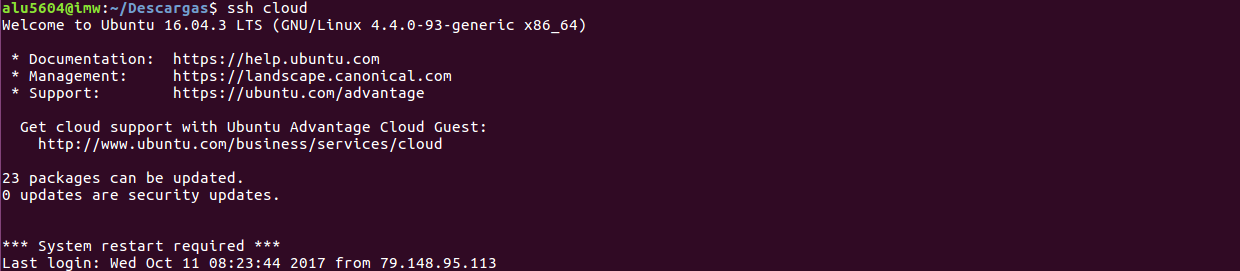 alu5604@imw:~/Descargas$ ssh cloud
Welcome to Ubuntu 16.04.3 LTS (GNU/Linux 4.4.0-93-generic x86_64)
* Documentation:  https://help.ubuntu.com
* Management:     https://landscape.canonical.com
* Support:        https://ubuntu.com/advantage
Get cloud support with Ubuntu Advantage Cloud Guest:
http://www.ubuntu.com/business/services/cloud
23 packages can be updated.
0 updates are security updates.
*** System restart required ***
Last login: Wed Oct 11 08:23:44 2017 from 79.148.95.113